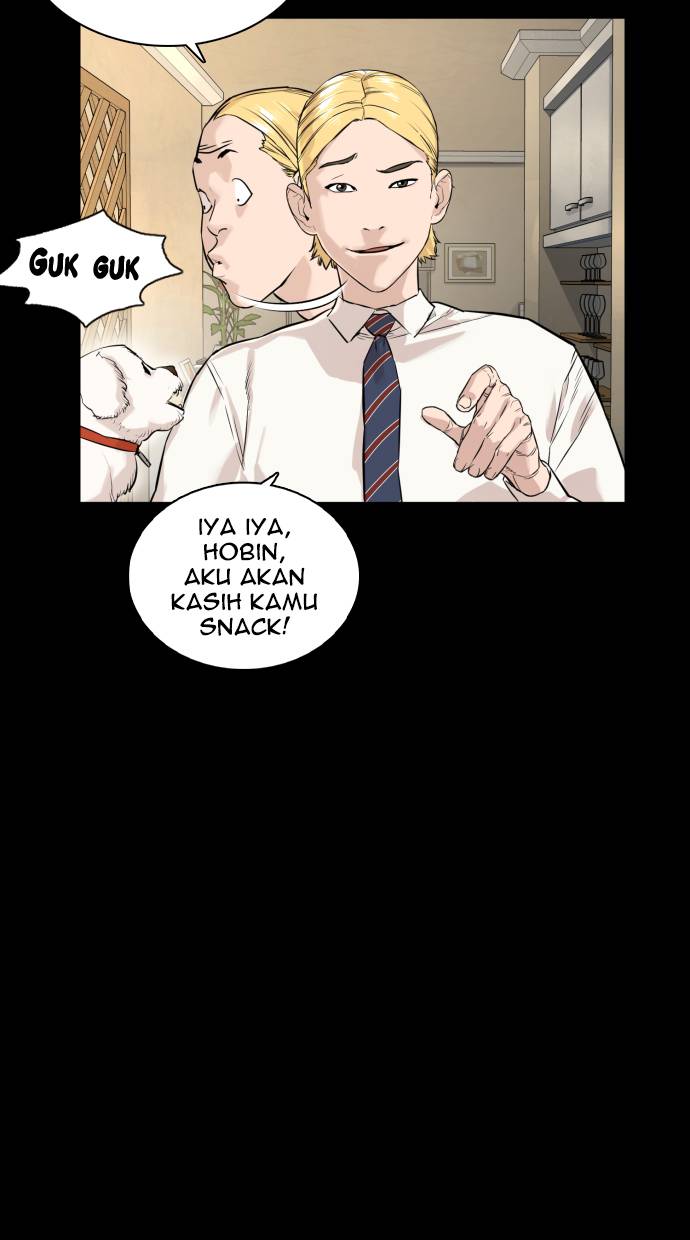 GUK GUK
IYA IYA,
HOBIN,
AKU AKAN
KASIH KAMU
SNACK!